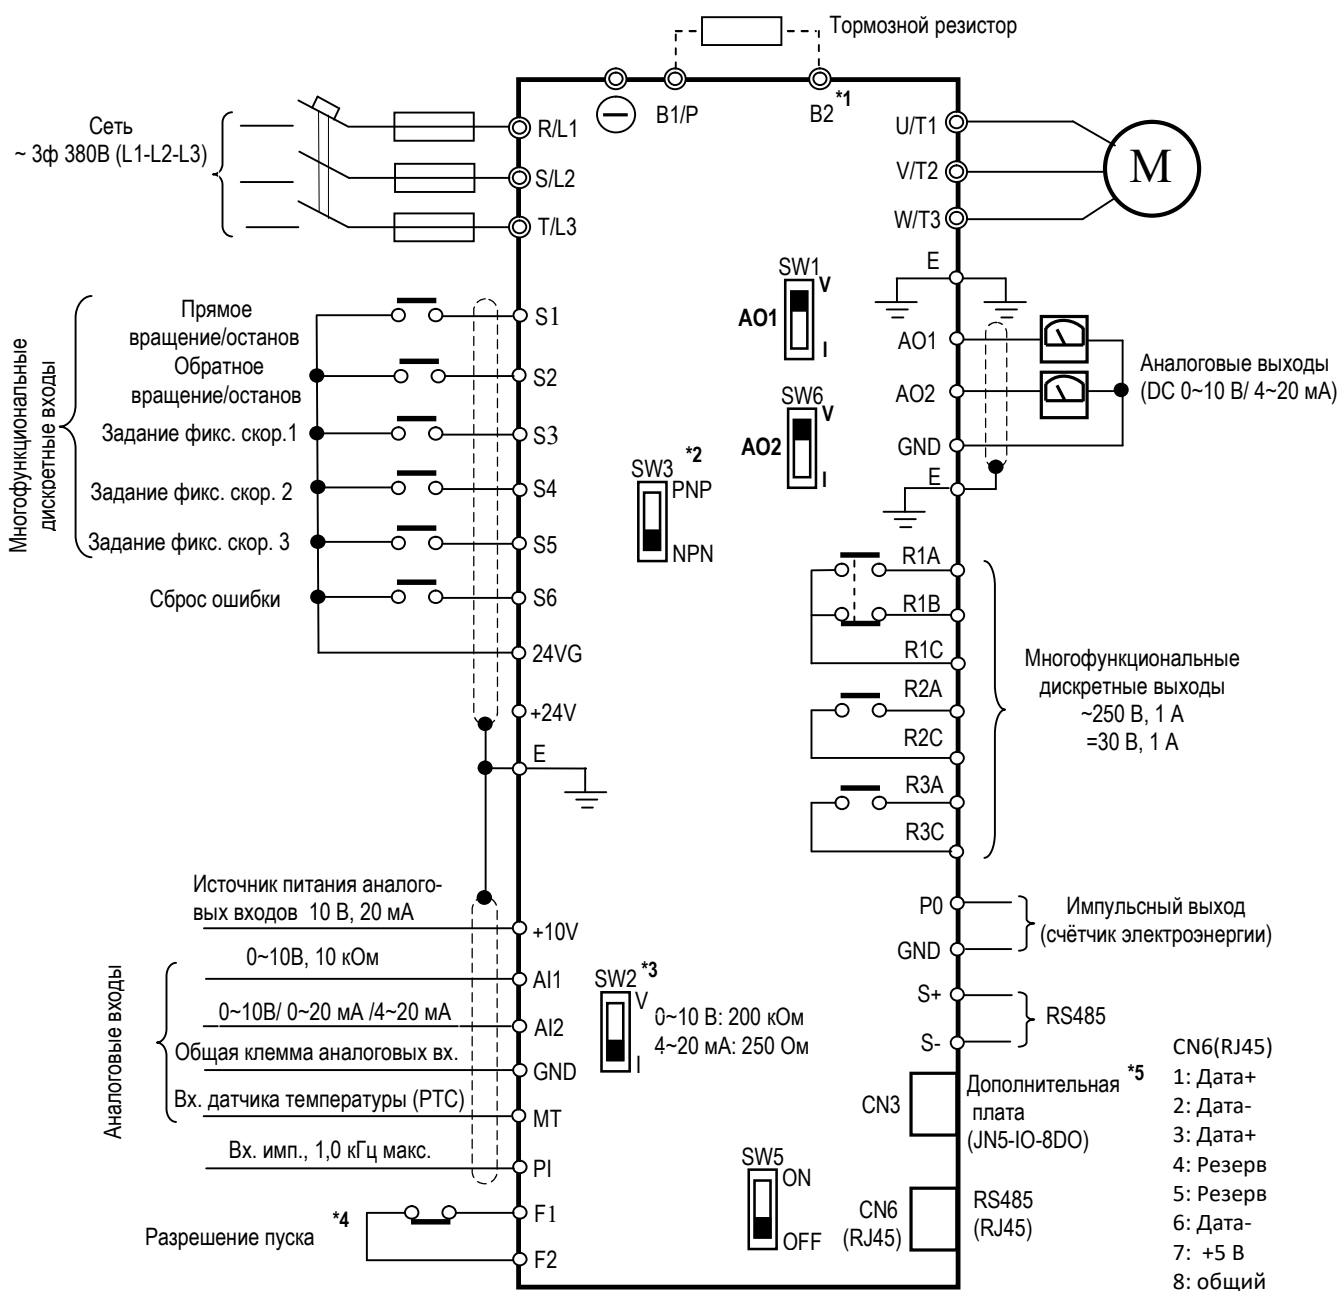 Тормозной резистор
B1/P
B2
*1
Сеть
~ 3ф 380В (L1-L2-L3)
R/L1
S/L2
T/L3
U/T1
V/T2
W/T3
M
E
Многофункциональные
дискретные входы
Прямое
вращение/останов
Обратное
вращение/останов
Задание фикс. скор.1
Задание фикс. скор. 2
Задание фикс. скор. 3
Сброс ошибки
S1
S2
S3
S4
S5
S6
24VG
+24V
E
SW1
V
AO1
I
SW6
V
AO2
I
SW3
*2
PNP
NPN
AO1
AO2
GND
E
Аналоговые выходы
(DC 0~10 В/ 4~20 мА)
R1A
R1B
R1C
R2A
R2C
R3A
R3C
Многофункциональные
дискретные выходы
~250 В, 1 А
=30 В, 1 А
Источник питания аналого-
вых входов 10 В, 20 мА
0~10В, 10 кОм
0~10В/ 0~20 мА /4~20 мА
Общая клемма аналоговых вх.
Вх. датчика температуры (PTC)
Вх. имп., 1,0 кГц макс.
Аналоговые входы
+10V
AI1
AI2
GND
MT
PI
F1
F2
*4
Разрешение пуска
SW2
*3
V
I
0~10 В: 200 кОм
4~20 мА: 250 Ом
P0
GND
Импульсный выход
(счётчик электроэнергии)
S+
S-
RS485
CN3
Дополнительная *5
плата
(JN5-IO-8DO)
SW5
ON
OFF
CN6
(RJ45)
RS485
(RJ45)
CN6(RJ45)
1: Дата+
2: Дата-
3: Дата+
4: Резерв
5: Резерв
6: Дата-
7: +5 В
8: общий